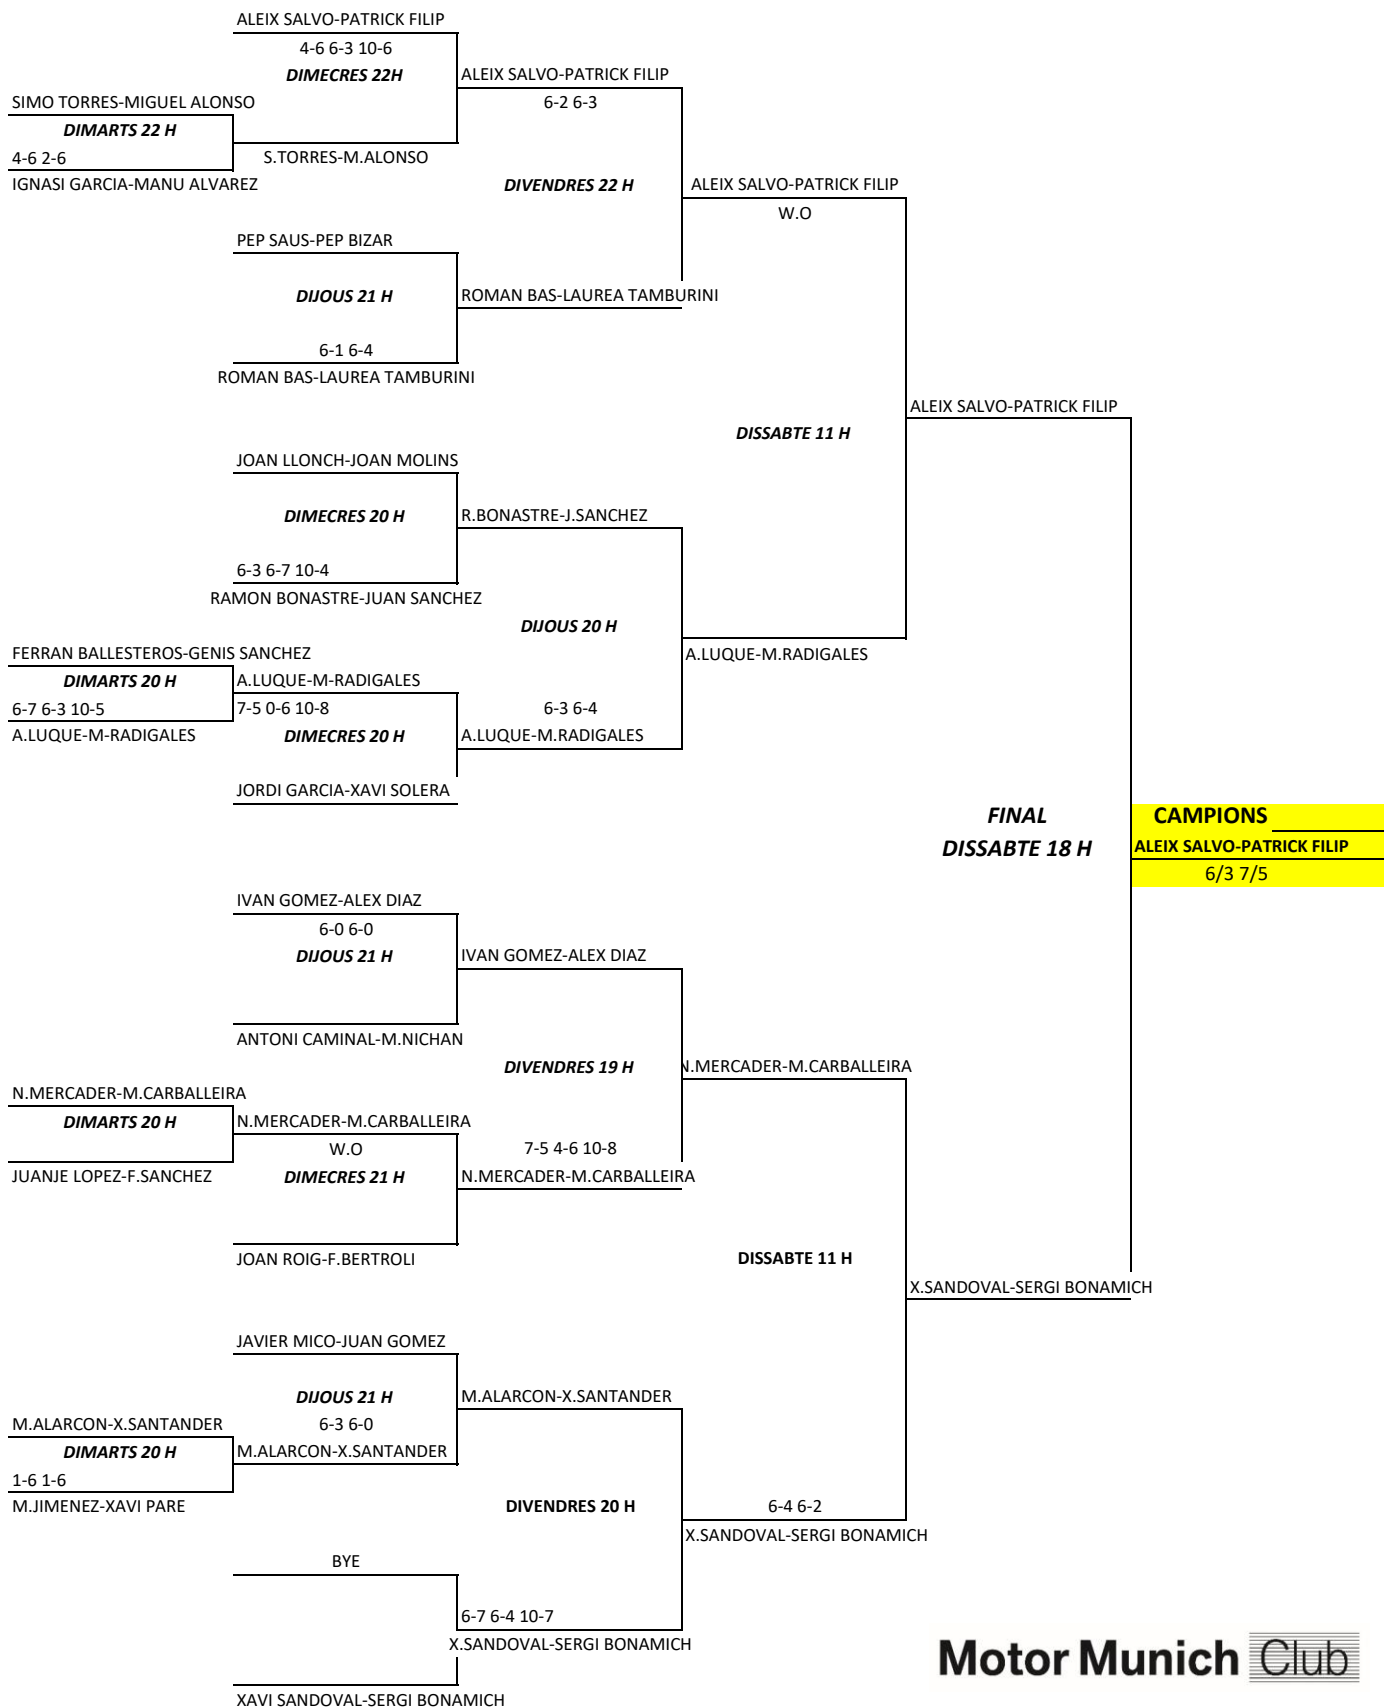 ALEIX SALVO-PATRICK FILIP
4-6 6-3 10-6
DIMECRES 22H
ALEIX SALVO-PATRICK FILIP
SIMO TORRES-MIGUEL ALONSO
6-2 6-3
DIMARTS 22 H
4-6 2-6
S.TORRES-M.ALONSO
IGNASI GARCIA-MANU ALVAREZ
DIVENDRES 22 H
ALEIX SALVO-PATRICK FILIP
W.O
PEP SAUS-PEP BIZAR
DIJOUS 21 H
ROMAN BAS-LAUREA TAMBURINI
6-1 6-4
ROMAN BAS-LAUREA TAMBURINI
ALEIX SALVO-PATRICK FILIP
DISSABTE 11 H
JOAN LLONCH-JOAN MOLINS
DIMECRES 20 H
R.BONASTRE-J.SANCHEZ
6-3 6-7 10-4
RAMON BONASTRE-JUAN SANCHEZ
DIJOUS 20 H
FERRAN BALLESTEROS-GENIS SANCHEZ
A.LUQUE-M.RADIGALES
DIMARTS 20 H
A.LUQUE-M-RADIGALES
6-7 6-3 10-5
7-5 0-6 10-8
6-3 6-4
A.LUQUE-M-RADIGALES
DIMECRES 20 H
A.LUQUE-M.RADIGALES
JORDI GARCIA-XAVI SOLERA
FINAL
CAMPIONS
DISSABTE 18 H
ALEIX SALVO-PATRICK FILIP
6/3 7/5
IVAN GOMEZ-ALEX DIAZ
6-0 6-0
DIJOUS 21 H
IVAN GOMEZ-ALEX DIAZ
ANTONI CAMINAL-M.NICHAN
DIVENDRES 19 H
N.MERCADER-M.CARBALLEIRA
N.MERCADER-M.CARBALLEIRA
DIMARTS 20 H
N.MERCADER-M.CARBALLEIRA
W.O
7-5 4-6 10-8
JUANJE LOPEZ-F.SANCHEZ
DIMECRES 21 H
N.MERCADER-M.CARBALLEIRA
JOAN ROIG-F.BERTROLI
DISSABTE 11 H
X.SANDOVAL-SERGI BONAMICH
JAVIER MICO-JUAN GOMEZ
DIJOUS 21 H
M.ALARCON-X.SANTANDER
M.ALARCON-X.SANTANDER
6-3 6-0
DIMARTS 20 H
M.ALARCON-X.SANTANDER
1-6 1-6
M.JIMENEZ-XAVI PARE
DIVENDRES 20 H
6-4 6-2
X.SANDOVAL-SERGI BONAMICH
BYE
6-7 6-4 10-7
X.SANDOVAL-SERGI BONAMICH
XAVI SANDOVAL-SERGI BONAMICH
Motor Munich Club